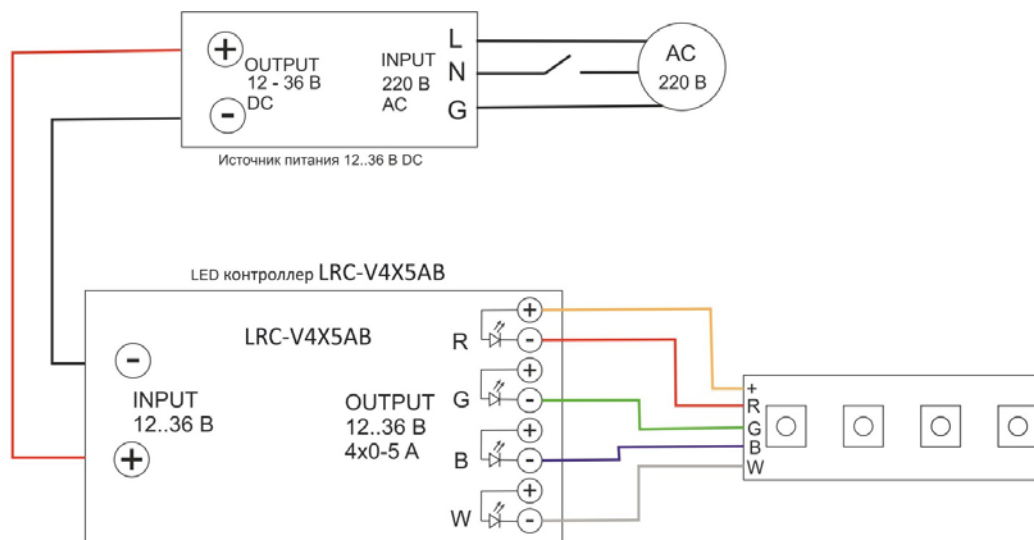 +
OUTPUT
12 - 36 В
DC
-
INPUT
220 В
AC
L
N
G
AC
220 В
Источник питания 12..36 В DC
LED контроллер LRC-V4X5AB
LRC-V4X5AB
-
INPUT
12..36 В
+
OUTPUT
12..36 В
4x0-5 А
+
R -
+
G -
+
B -
+
W -
+
R
G
B
W